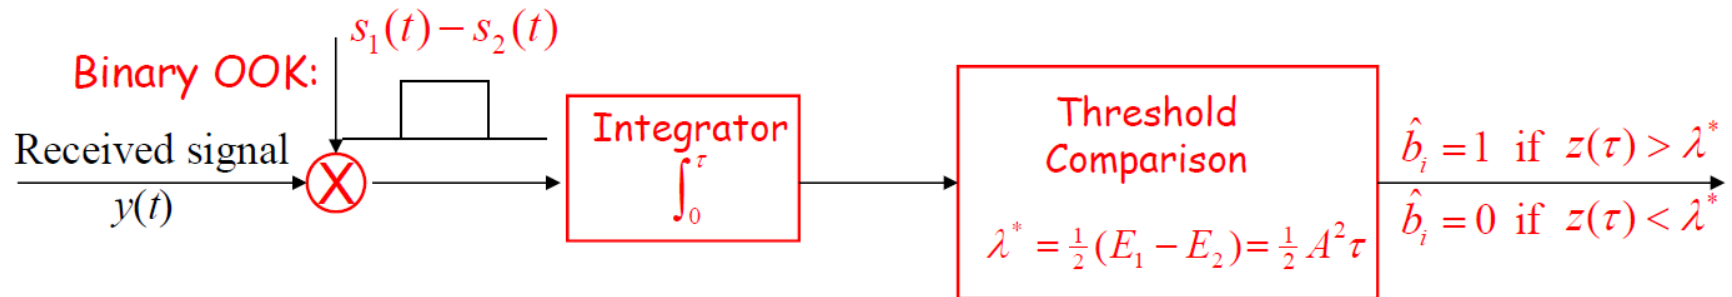 s₁(t) − s₂(t)
Binary OOK:
Received signal
y(t)
X
Integrator
∫₀^τ
Threshold
Comparison
λ* = ½ (E₁ − E₂) = ½ A²τ
b̂ᵢ = 1 if z(τ) > λ*
b̂ᵢ = 0 if z(τ) < λ*